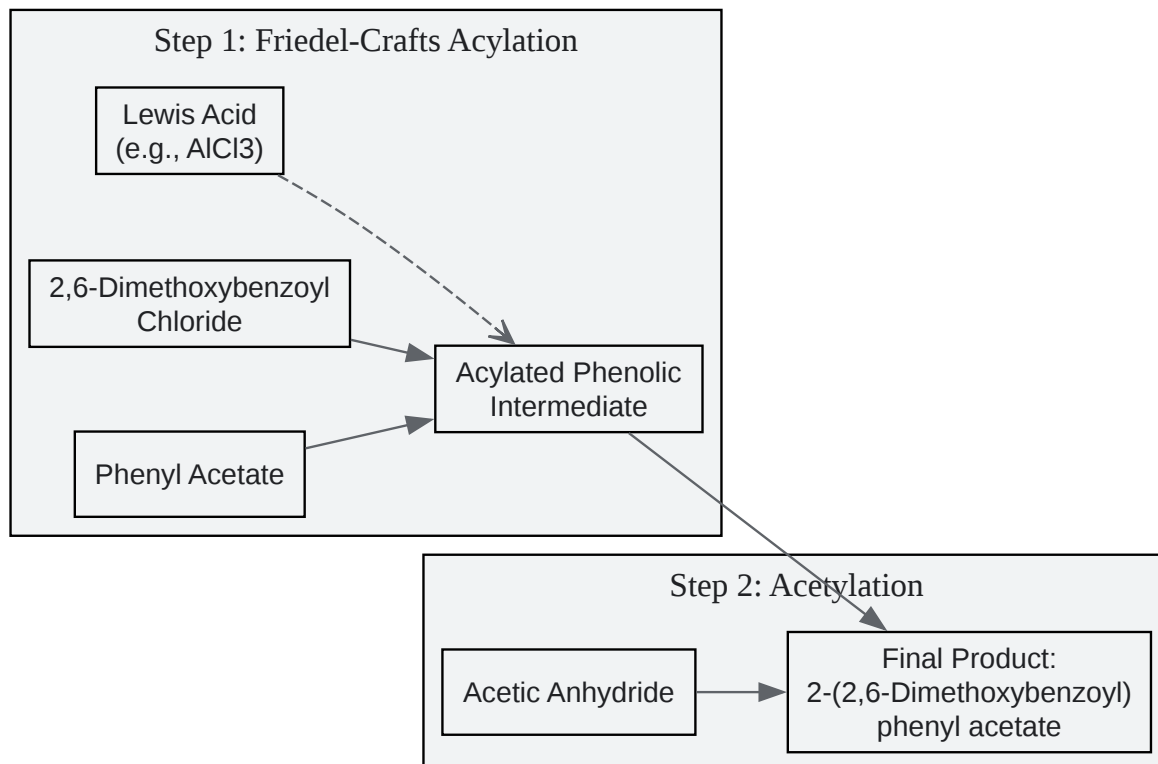 Step 1: Friedel-Crafts Acylation
Lewis Acid
(e.g., AlCl3)
2,6-Dimethoxybenzoyl
Chloride
Acylated Phenolic
Intermediate
Phenyl Acetate
Step 2: Acetylation
Acetic Anhydride
Final Product:
2-(2,6-Dimethoxybenzoyl)
phenyl acetate